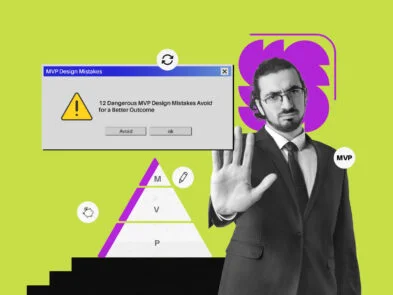 MVP Design Mistakes
12 Dangerous MVP Design Mistakes Avoid
for a Better Outcome
Avoid
ok
MVP
M
V
P